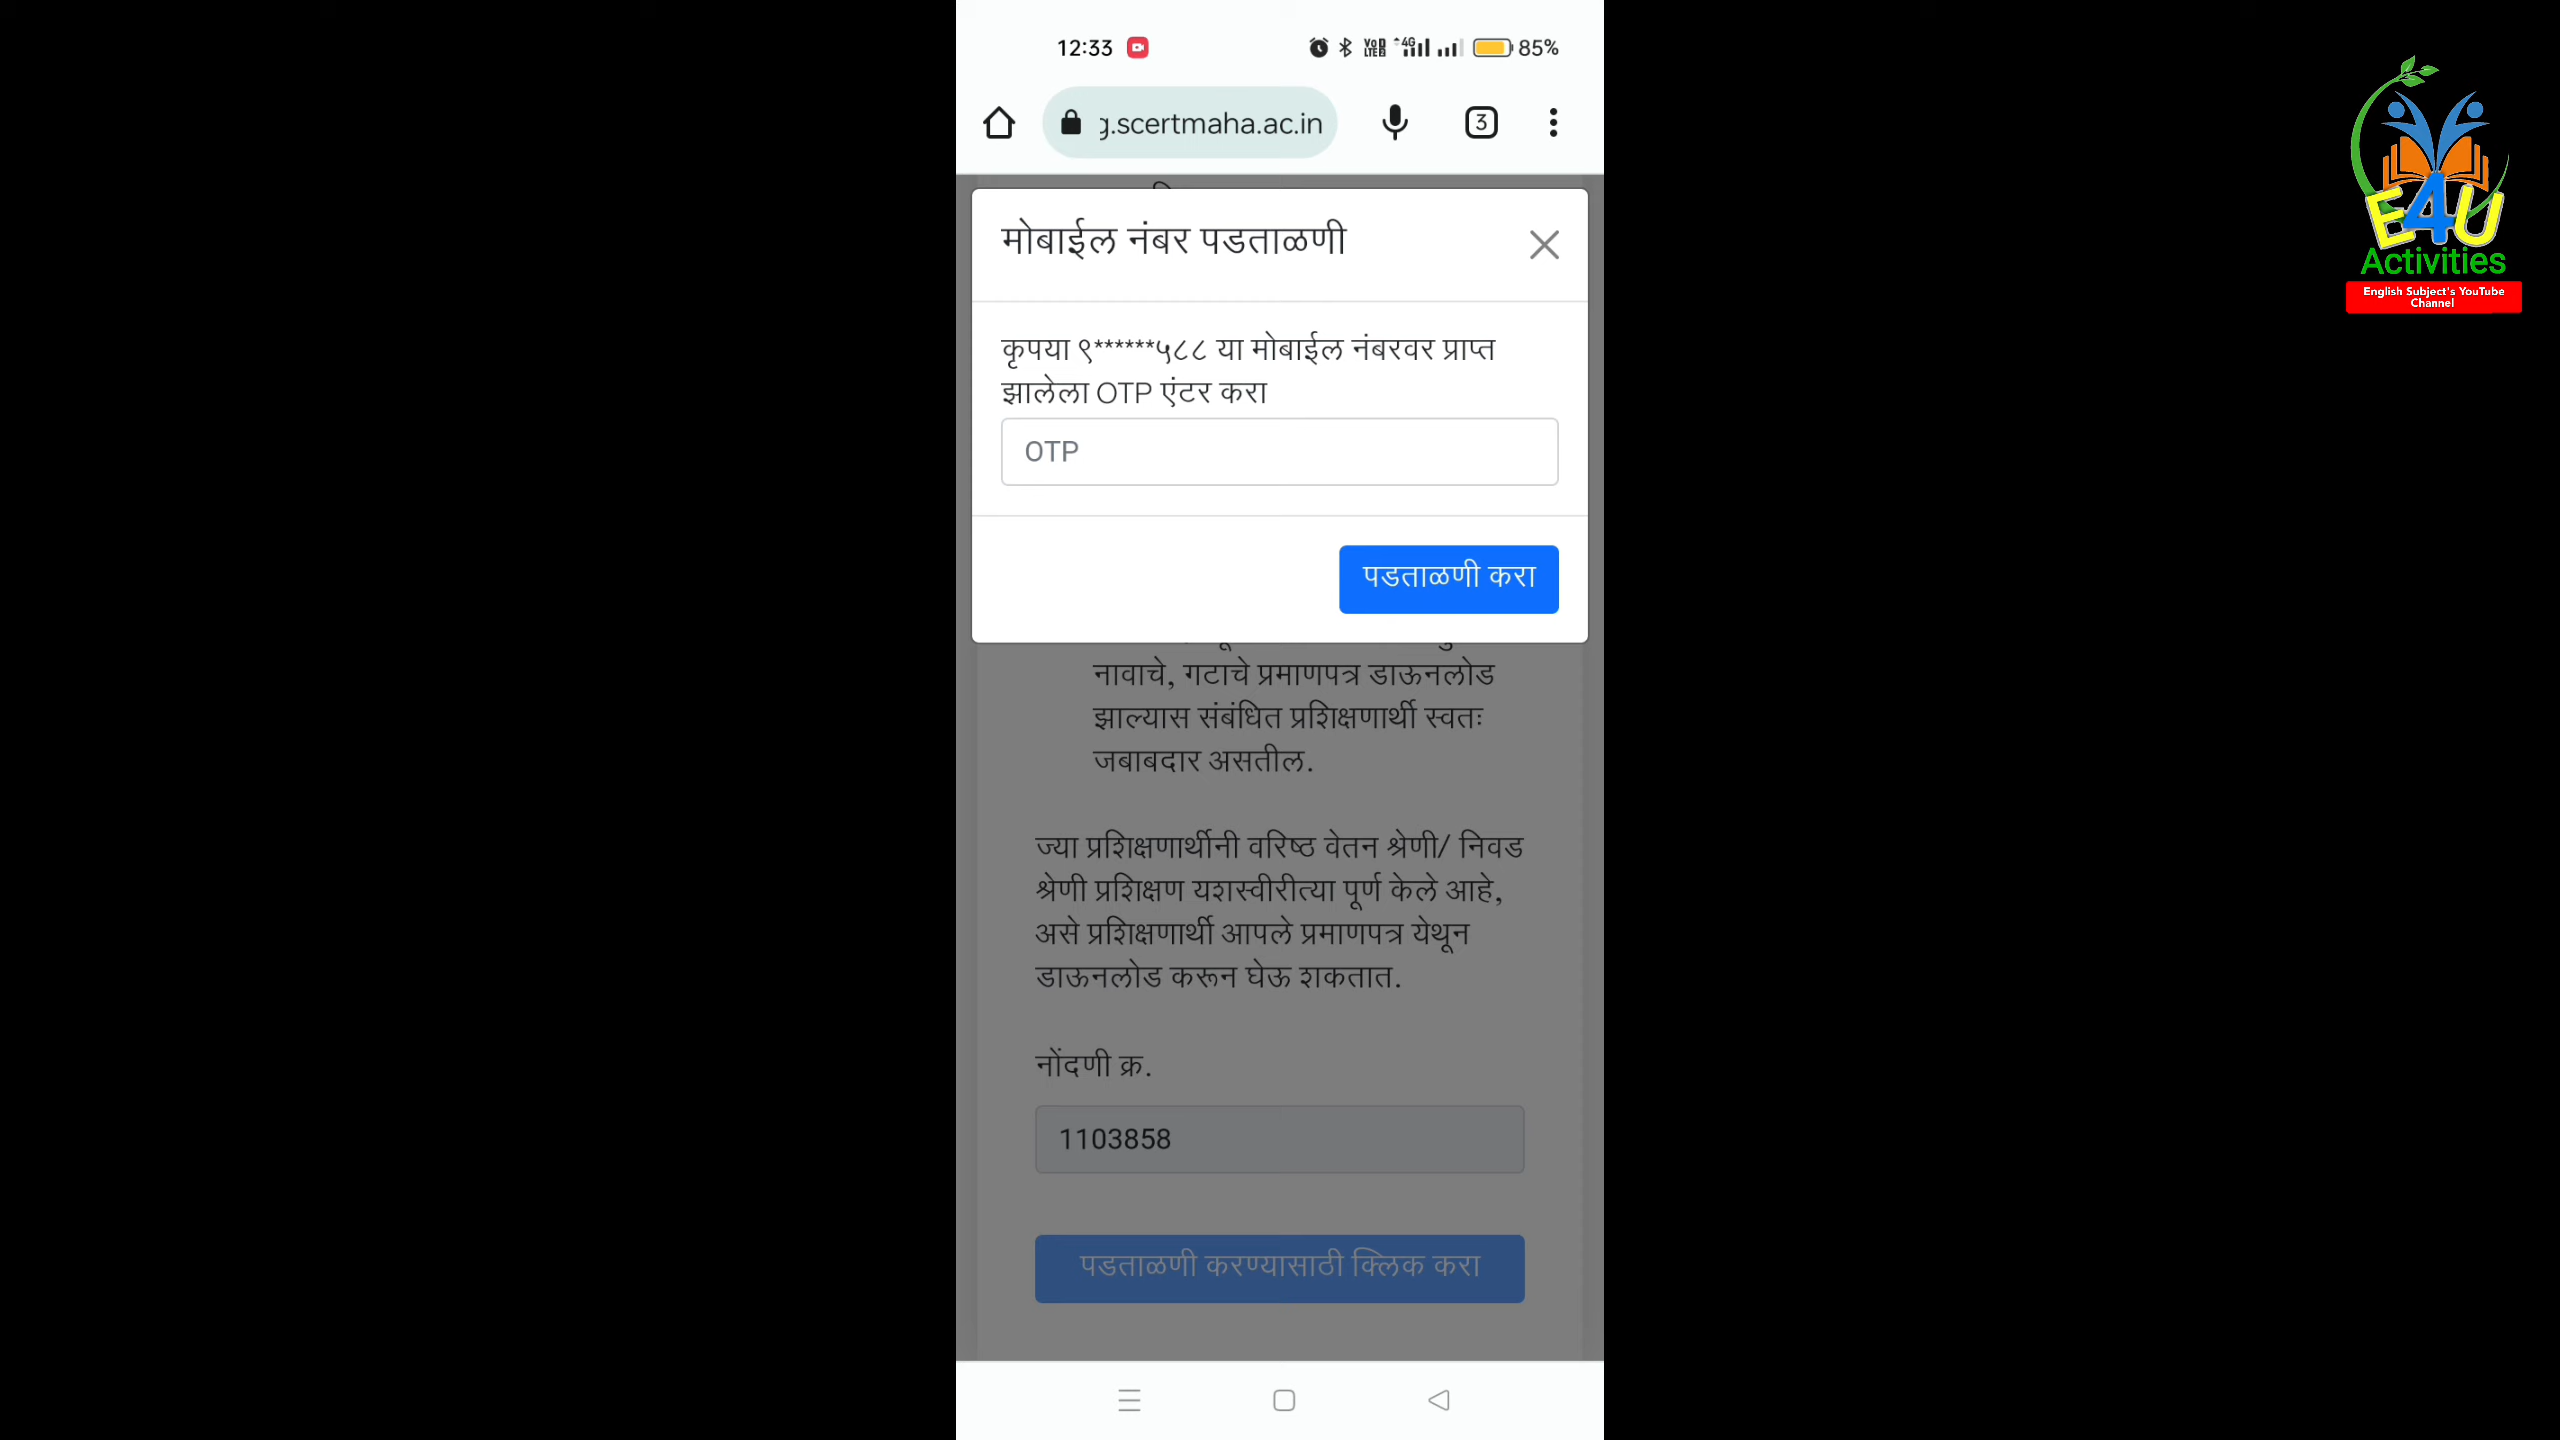 12:33
VoD LTE2 4G 85%
g.scertmaha.ac.in
3
मोबाईल नंबर पडताळणी
कृपया ९******५८८ या मोबाईल नंबरवर प्राप्त
झालेला OTP एंटर करा
OTP
पडताळणी करा
नावाचे, गटाचे प्रमाणपत्र डाऊनलोड
झाल्यास संबंधित प्रशिक्षणार्थी स्वतः
जबाबदार असतील.
ज्या प्रशिक्षणार्थीनी वरिष्ठ वेतन श्रेणी/ निवड
श्रेणी प्रशिक्षण यशस्वीरीत्या पूर्ण केले आहे,
असे प्रशिक्षणार्थी आपले प्रमाणपत्र येथून
डाऊनलोड करून घेऊ शकतात.
नोंदणी क्र.
1103858
पडताळणी करण्यासाठी क्लिक करा
E4U
Activities
English Subject's YouTube
Channel